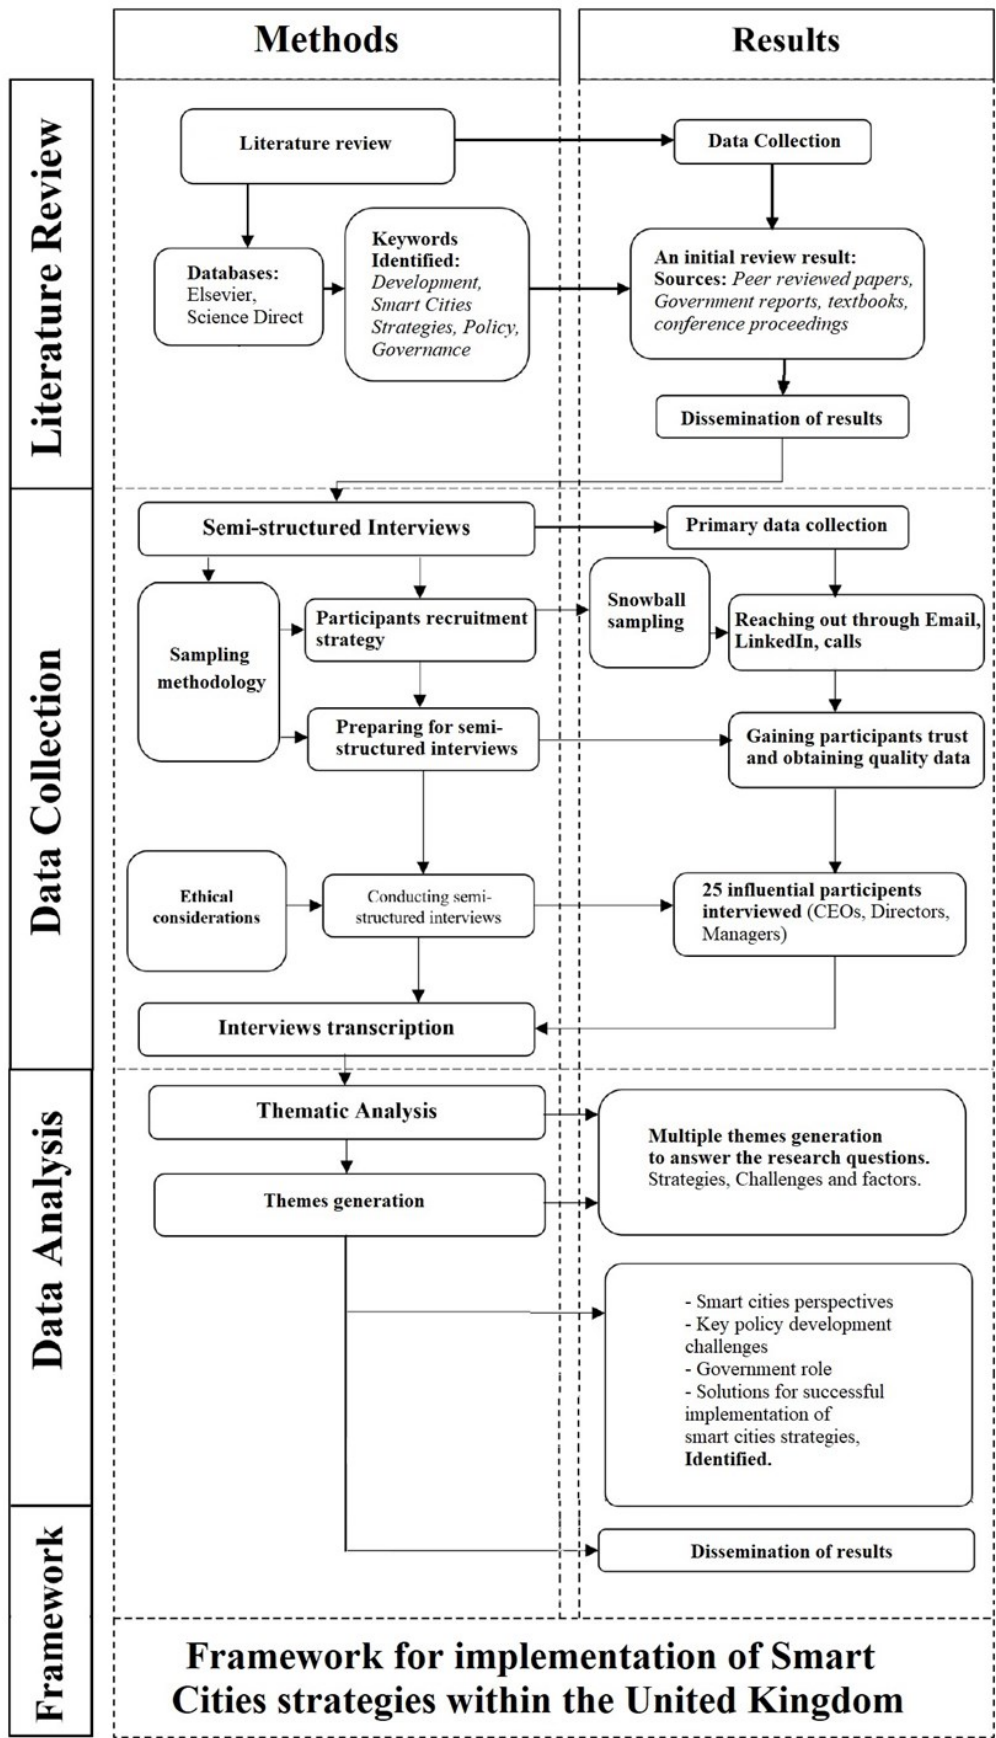 Methods
Results
Literature Review
Literature review
Data Collection
Databases:
Elsevier,
Science Direct
Keywords
Identified:
Development,
Smart Cities
Strategies, Policy,
Governance
An initial review result:
Sources: Peer reviewed papers,
Government reports, textbooks,
conference proceedings
Dissemination of results
Data Collection
Semi-structured Interviews
Primary data collection
Sampling
methodology
Participants recruitment
strategy
Snowball
sampling
Reaching out through Email,
LinkedIn, calls
Preparing for semi-
structured interviews
Gaining participants trust
and obtaining quality data
Ethical
considerations
Conducting semi-
structured interviews
25 influential participents
interviewed (CEOs, Directors,
Managers)
Interviews transcription
Data Analysis
Thematic Analysis
Multiple themes generation
to answer the research questions.
Strategies, Challenges and factors.
Themes generation
- Smart cities perspectives
- Key policy development
challenges
- Government role
- Solutions for successful
implementation of
smart cities strategies,
Identified.
Framework
Dissemination of results
Framework for implementation of Smart
Cities strategies within the United Kingdom